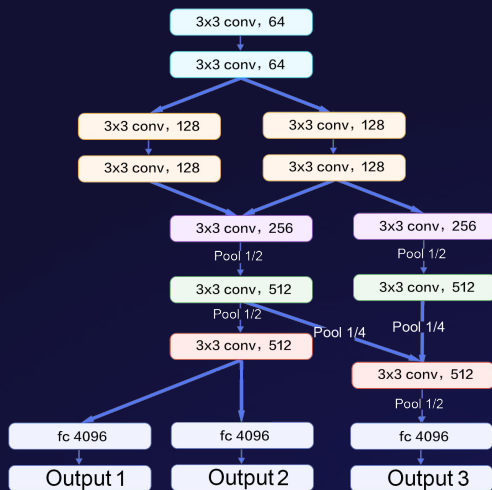 3x3 conv, 64
3x3 conv, 64
3x3 conv, 128
3x3 conv, 128
3x3 conv, 128
3x3 conv, 128
3x3 conv, 256
3x3 conv, 256
Pool 1/2
Pool 1/2
3x3 conv, 512
3x3 conv, 512
Pool 1/2
Pool 1/4
Pool 1/4
3x3 conv, 512
3x3 conv, 512
Pool 1/2
fc 4096
fc 4096
fc 4096
Output 1
Output 2
Output 3